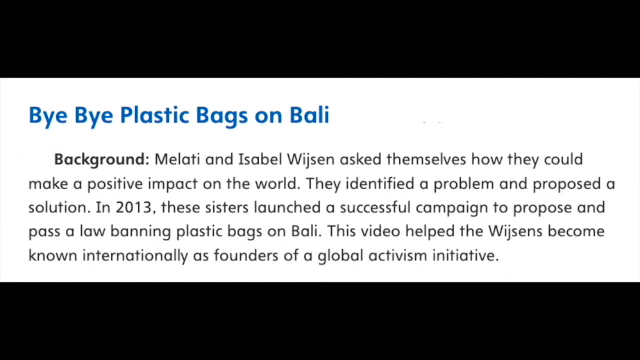 Bye Bye Plastic Bags on Bali
Background: Melati and Isabel Wijsen asked themselves how they could
make a positive impact on the world. They identified a problem and proposed a
solution. In 2013, these sisters launched a successful campaign to propose and
pass a law banning plastic bags on Bali. This video helped the Wijsens become
known internationally as founders of a global activism initiative.